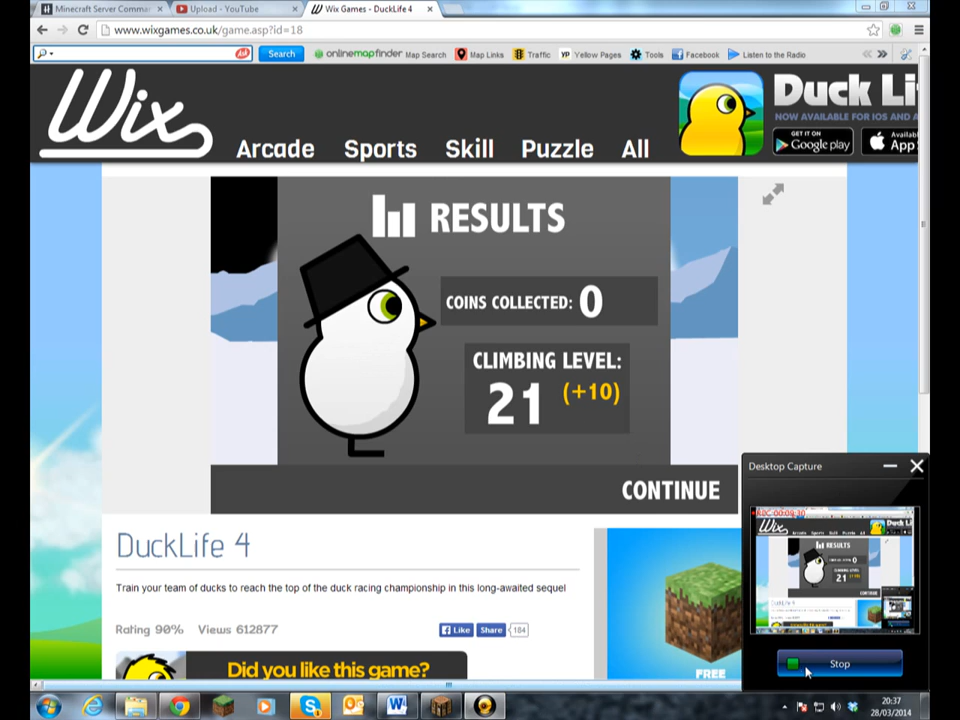 Minecraft Server Comman
Upload - YouTube
Wix Games - DuckLife 4
www.wixgames.co.uk/game.asp?id=18
Ask
Search
onlinemapfinder
Map Search
Map Links
Traffic
YP
Yellow Pages
Tools
Facebook
Listen to the Radio
Wix
Arcade
Sports
Skill
Puzzle
All
Duck Li
NOW AVAILABLE FOR IOS AND A
GET IT ON
Google play
Availabl
App
RESULTS
COINS COLLECTED: 0
CLIMBING LEVEL:
21 (+10)
CONTINUE
DuckLife 4
Train your team of ducks to reach the top of the duck racing championship in this long-awaited sequel
Rating 90%
Views 612877
Like
Share
184
Did you like this game?
FREE
Desktop Capture
Stop
20:37
28/03/2014